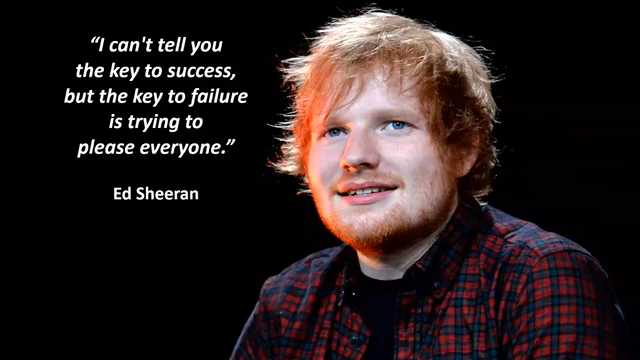 “I can't tell you
the key to success,
but the key to failure
is trying to
please everyone.”
Ed Sheeran